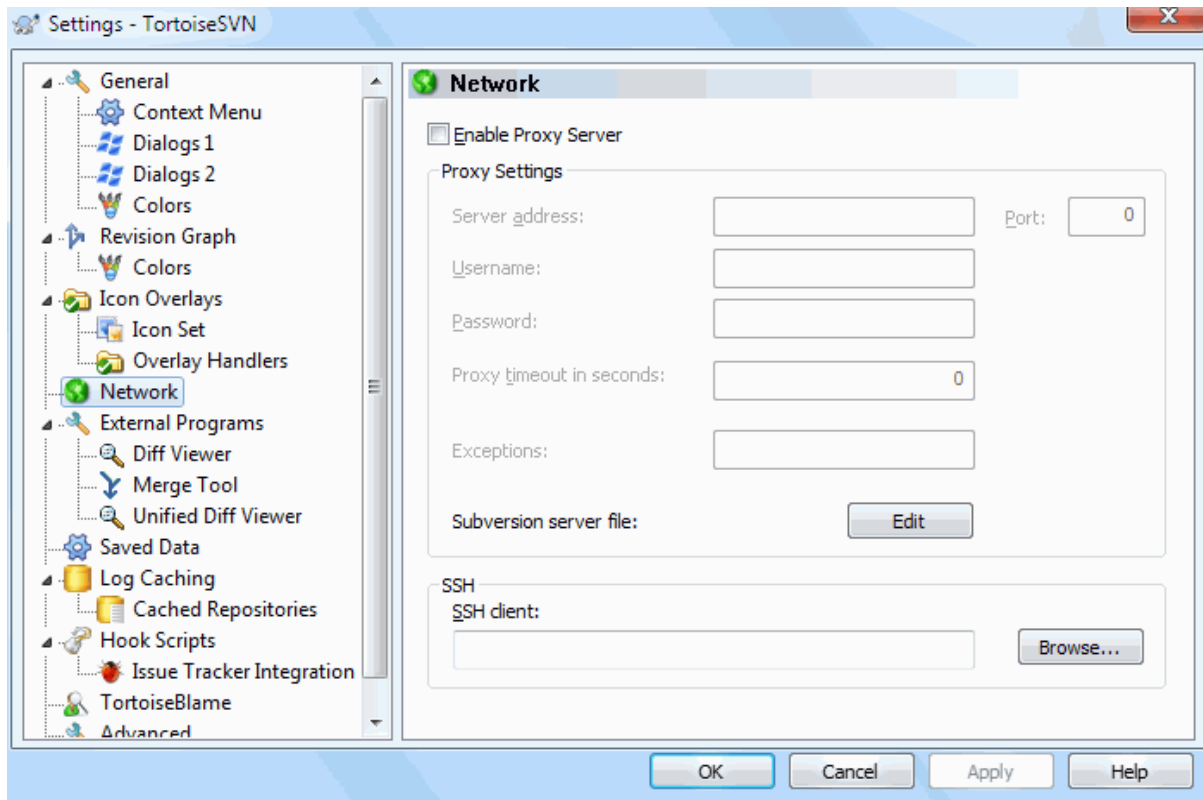 Settings - TortoiseSVN
General
Context Menu
Dialogs 1
Dialogs 2
Colors
Revision Graph
Colors
Icon Overlays
Icon Set
Overlay Handlers
Network
External Programs
Diff Viewer
Merge Tool
Unified Diff Viewer
Saved Data
Log Caching
Cached Repositories
Hook Scripts
Issue Tracker Integration
TortoiseBlame
Advanced
Network
Enable Proxy Server
Proxy Settings
Server address: Port: 0
Username:
Password:
Proxy timeout in seconds: 0
Exceptions:
Subversion server file: Edit
SSH
SSH client:
Browse...
OK Cancel Apply Help